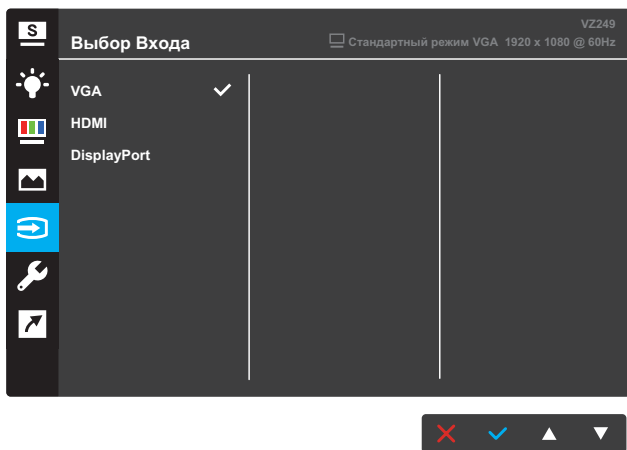 S
VZ249
Выбор Входа
Стандартный режим VGA 1920 x 1080 @ 60Hz
VGA
HDMI
DisplayPort